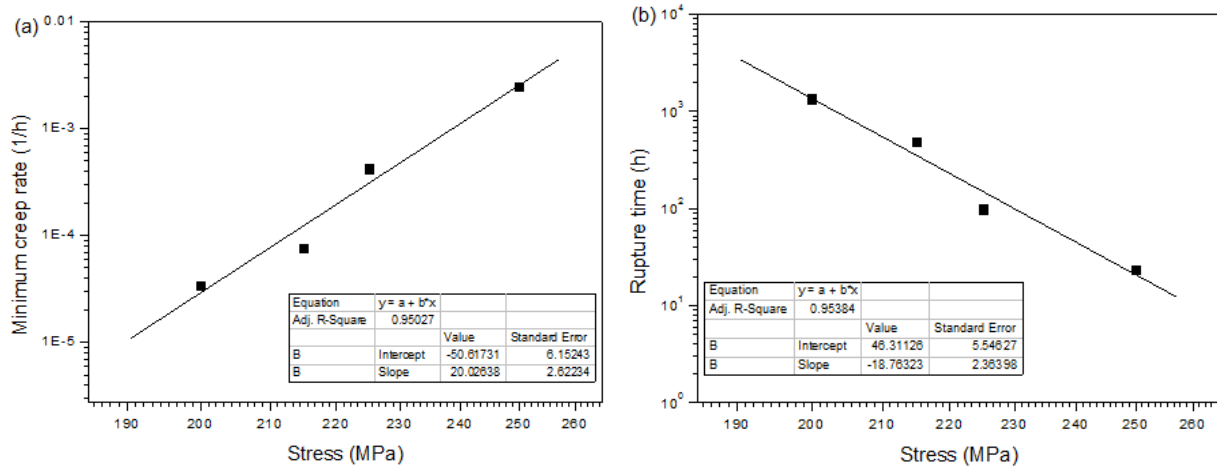 (a)
0.01
1E-3
1E-4
1E-5
Minimum creep rate (1/h)
190 200 210 220 230 240 250 260
Stress (MPa)
Equation y = a + b*x
Adj. R-Square 0.95027
Value Standard Error
B Intercept -50.61731 6.15243
B Slope 20.02638 2.62234
(b)
10^4
10^3
10^2
10^1
10^0
Rupture time (h)
190 200 210 220 230 240 250 260
Stress (MPa)
Equation y = a + b*x
Adj. R-Square 0.95384
Value Standard Error
B Intercept 46.31126 5.54627
B Slope -18.76323 2.36398